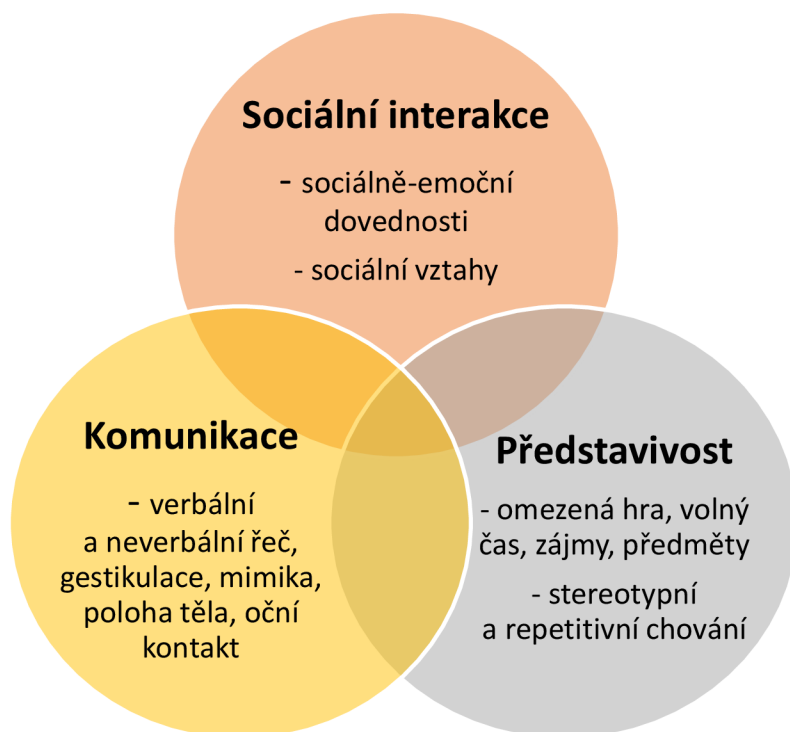 Sociální interakce
- sociálně-emoční
dovednosti
- sociální vztahy
Komunikace
- verbální
a neverbální řeč,
gestikulace, mimika,
poloha těla, oční
kontakt
Představivost
- omezená hra, volný
čas, zájmy, předměty
- stereotypní
a repetitivní chování